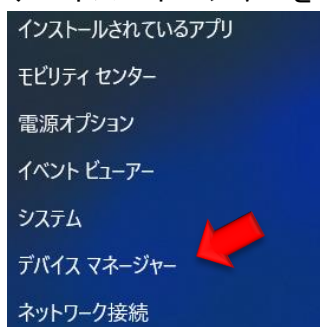 インストールされているアプリ
モビリティ センター
電源オプション
イベント ビューアー
システム
デバイス マネージャー
ネットワーク接続